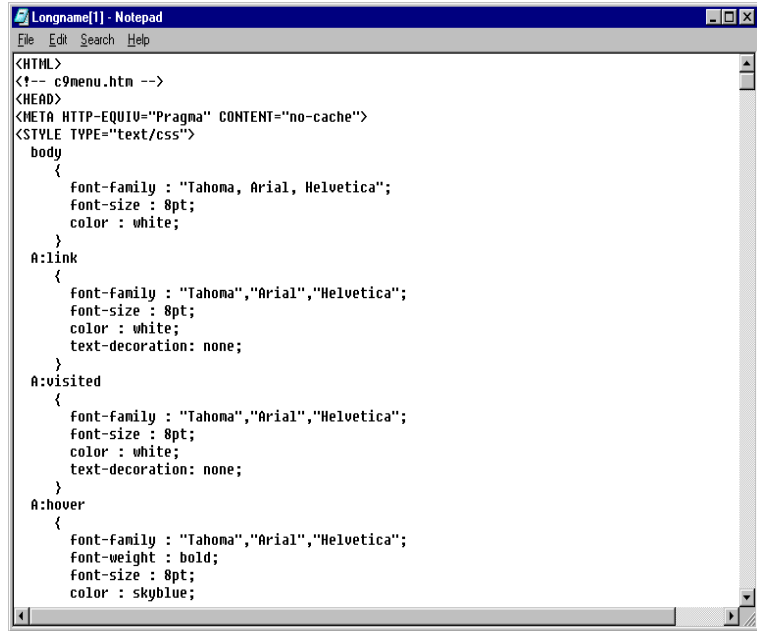 Longname[1] - Notepad
File Edit Search Help
<HTML>
<!-- c9menu.htm -->
<HEAD>
<META HTTP-EQUIV="Pragma" CONTENT="no-cache">
<STYLE TYPE="text/css">
  body
     {
       font-family : "Tahoma, Arial, Helvetica";
       font-size : 8pt;
       color : white;
     }
  A:link
     {
       font-family : "Tahoma","Arial","Helvetica";
       font-size : 8pt;
       color : white;
       text-decoration: none;
     }
  A:visited
     {
       font-family : "Tahoma","Arial","Helvetica";
       font-size : 8pt;
       color : white;
       text-decoration: none;
     }
  A:hover
     {
       font-family : "Tahoma","Arial","Helvetica";
       font-weight : bold;
       font-size : 8pt;
       color : skyblue;